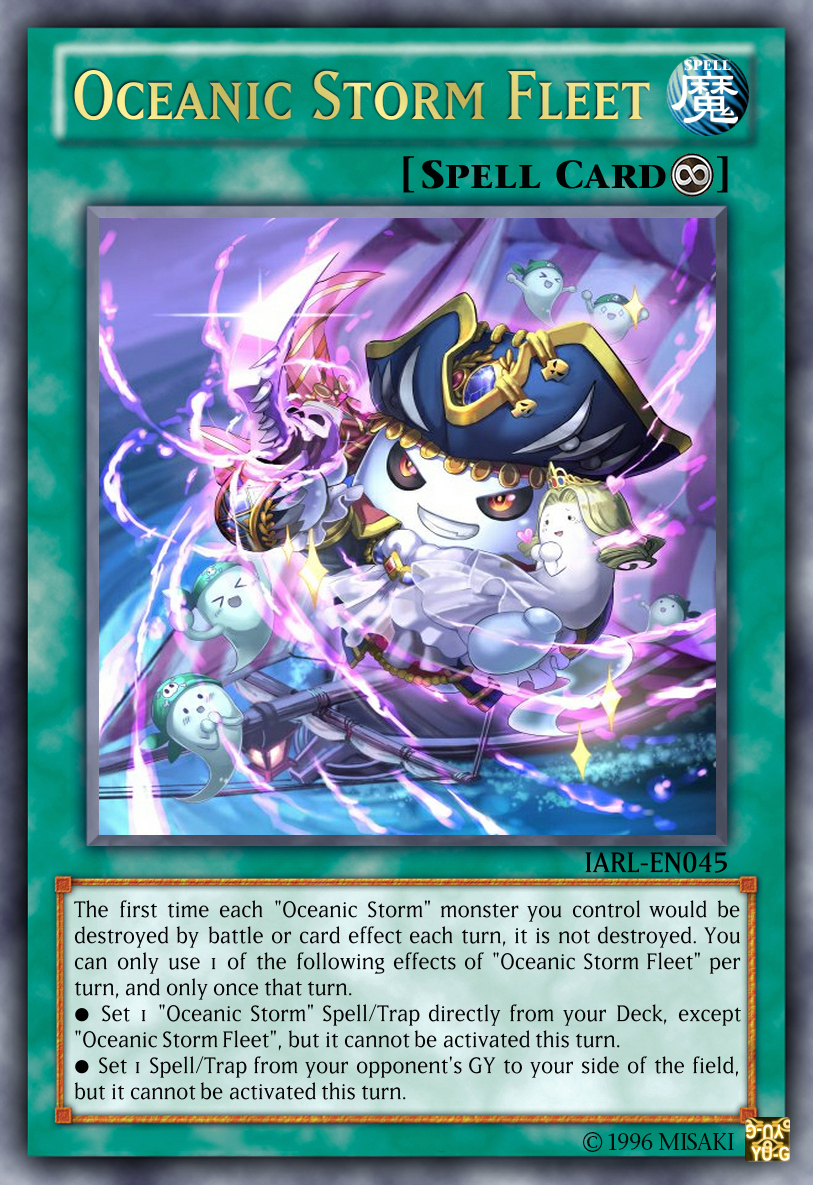 Oceanic Storm Fleet
SPELL
魔
[Spell Card∞]
IARL-EN045
The first time each "Oceanic Storm" monster you control would be
destroyed by battle or card effect each turn, it is not destroyed. You
can only use 1 of the following effects of "Oceanic Storm Fleet" per
turn, and only once that turn.
● Set 1 "Oceanic Storm" Spell/Trap directly from your Deck, except
"Oceanic Storm Fleet", but it cannot be activated this turn.
● Set 1 Spell/Trap from your opponent's GY to your side of the field,
but it cannot be activated this turn.
© 1996 MISAKI